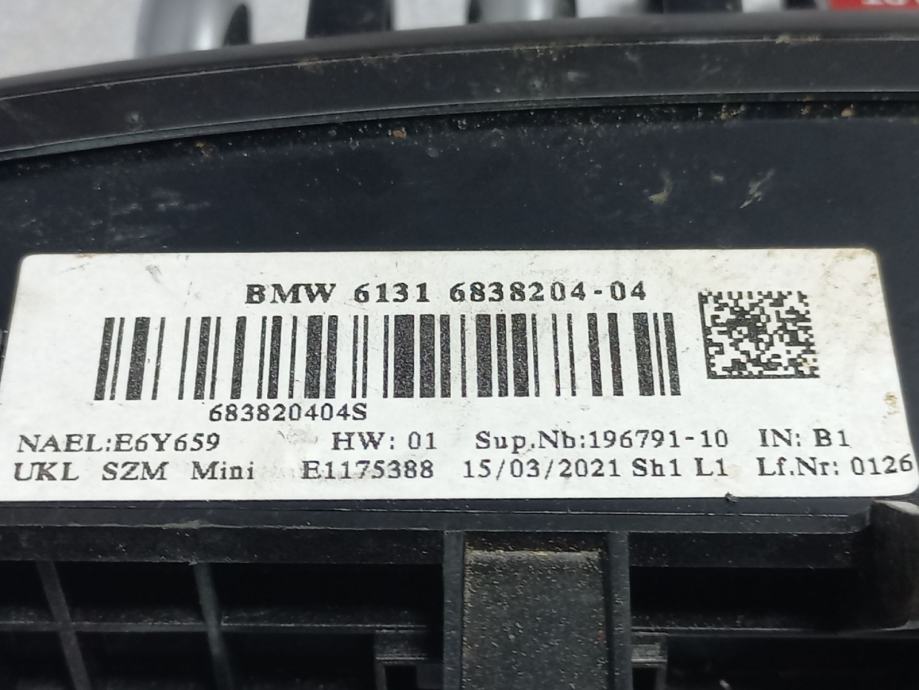 BMW 6131 6838204-04
683820404S
NAEL:E6Y659 HW: 01 Sup.Nb:196791-10 IN: B1
UKL SZM Mini E1175388 15/03/2021 Sh1 L1 Lf.Nr: 0126